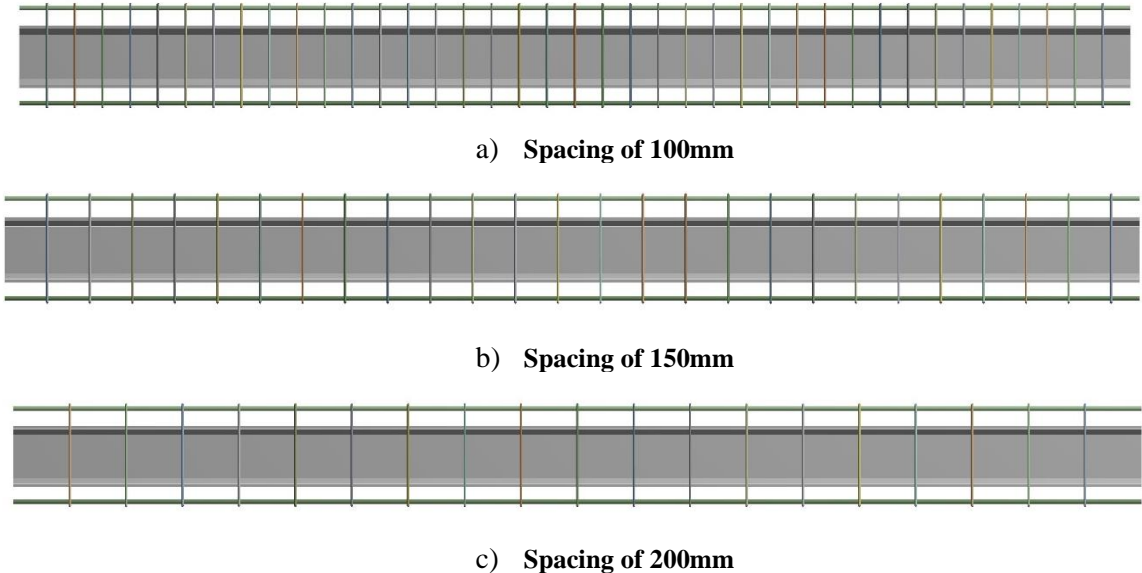 a) Spacing of 100mm
b) Spacing of 150mm
c) Spacing of 200mm